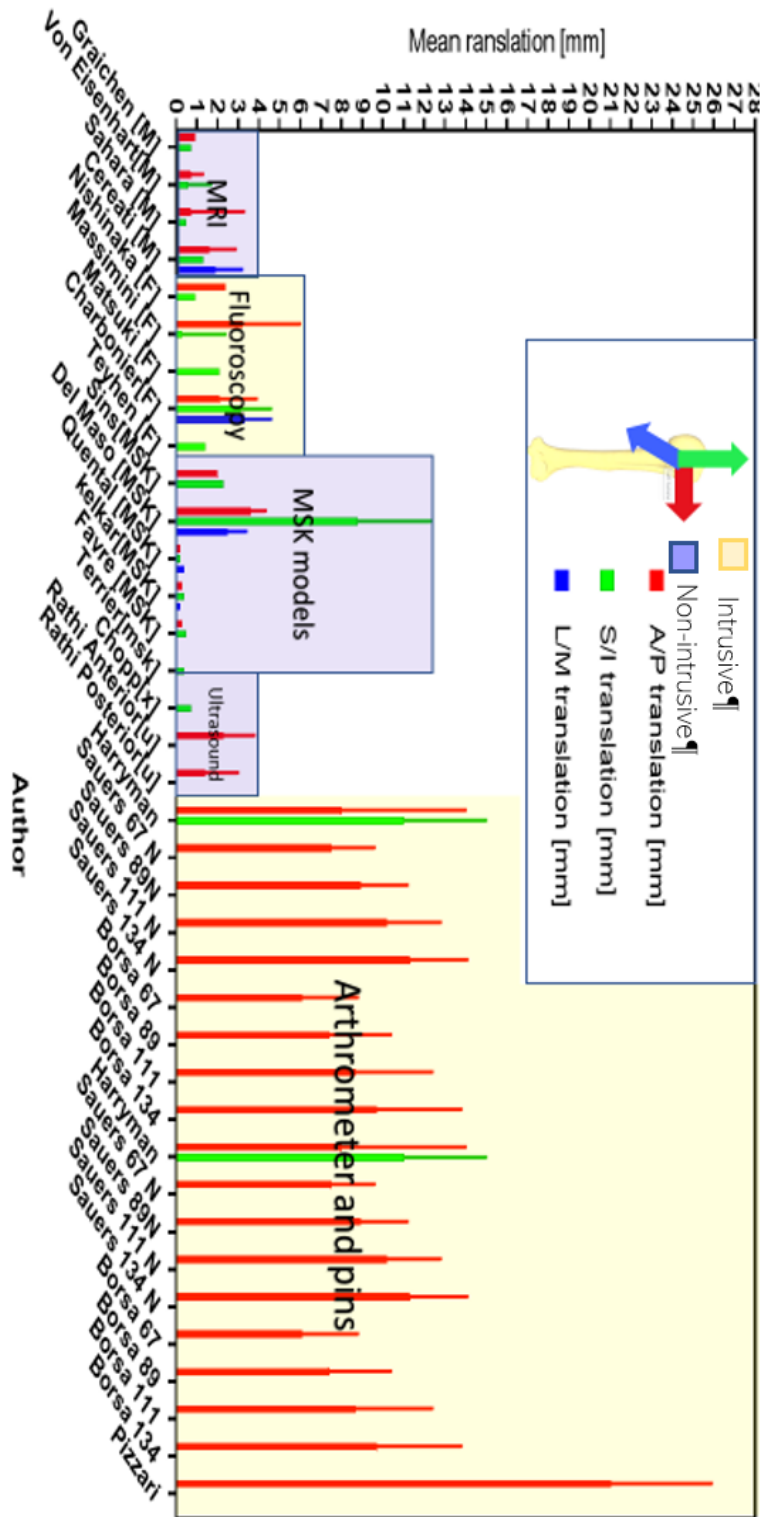 Mean ranslation [mm]
0
1
2
3
4
5
6
7
8
9
10
11
12
13
14
15
16
17
18
19
20
21
22
23
24
25
26
27
28
Graichen [M]
Von Eisenhart[M]
Sahara [M]
Cereati [M]
Nishinaka [F]
Massimini [F]
Matsuki [F]
Charbonier[F]
Teyhen [F]
Sins[MSK]
Del Maso [MSK]
Quental [MSK]
kelkar[MSK]
Favre [MSK]
Terrier[msk]
Chopp[x]
Rathi Anterior[u]
Rathi Posterior[u]
Harryman
Sauers 67 N
Sauers 89N
Sauers 111 N
Sauers 134 N
Borsa 67
Borsa 89
Borsa 111
Borsa 134
Harryman
Sauers 67 N
Sauers 89N
Sauers 111 N
Sauers 134 N
Borsa 67
Borsa 89
Borsa 111
Borsa 134
Pizzari
Author
MRI
Fluoroscopy
MSK models
Ultrasound
Arthrometer and pins
Intrusive¶
Non-intrusive¶
A/P translation [mm]
S/I translation [mm]
L/M translation [mm]